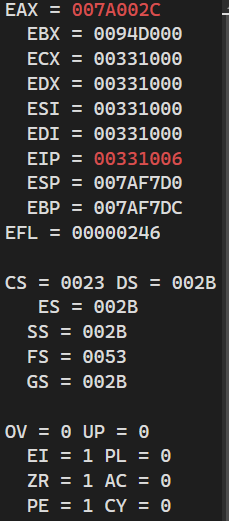 EAX = 007A002C
EBX = 0094D000
ECX = 00331000
EDX = 00331000
ESI = 00331000
EDI = 00331000
EIP = 00331006
ESP = 007AF7D0
EBP = 007AF7DC
EFL = 00000246
CS = 0023 DS = 002B
ES = 002B
SS = 002B
FS = 0053
GS = 002B
OV = 0 UP = 0
EI = 1 PL = 0
ZR = 1 AC = 0
PE = 1 CY = 0